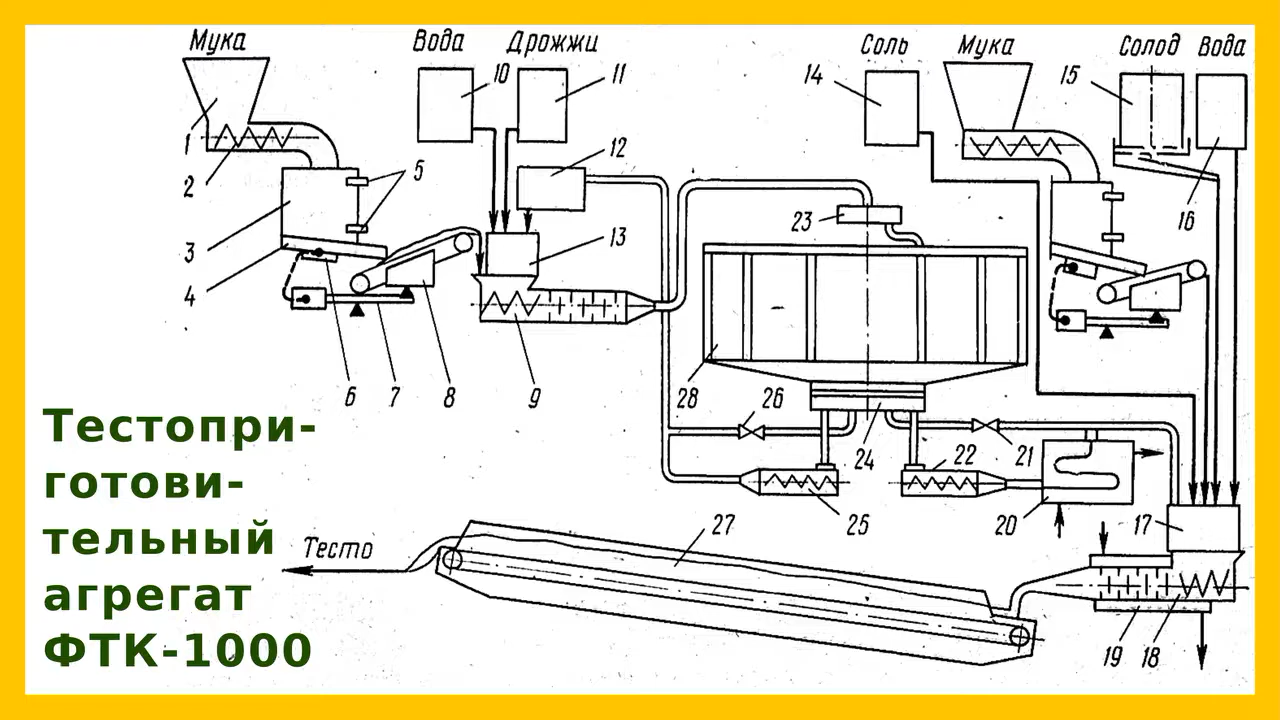 Мука
Вода
Дрожжи
Соль
Мука
Солод
Вода
10
11
14
15
1
12
5
2
16
13
23
3
4
6
7
8
9
28
26
24
22
21
25
20
17
27
Тесто
19
18
Тестопри-
готови-
тельный
агрегат
ФТК-1000